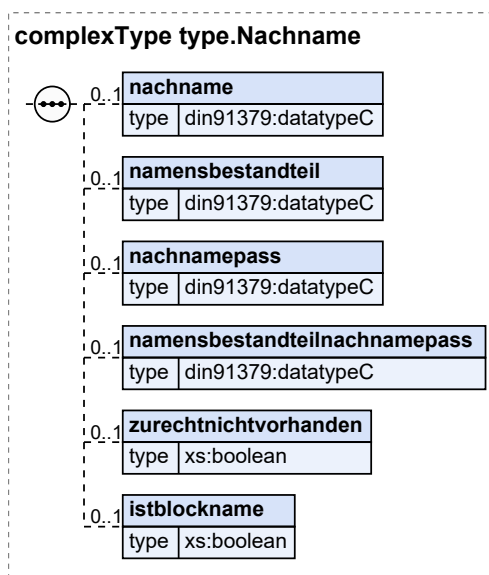 complexType type.Nachname
0..1 nachname
type din91379:datatypeC
0..1 namensbestandteil
type din91379:datatypeC
0..1 nachnamepass
type din91379:datatypeC
0..1 namensbestandteilnachnamepass
type din91379:datatypeC
0..1 zurechtnichtvorhanden
type xs:boolean
0..1 istblockname
type xs:boolean